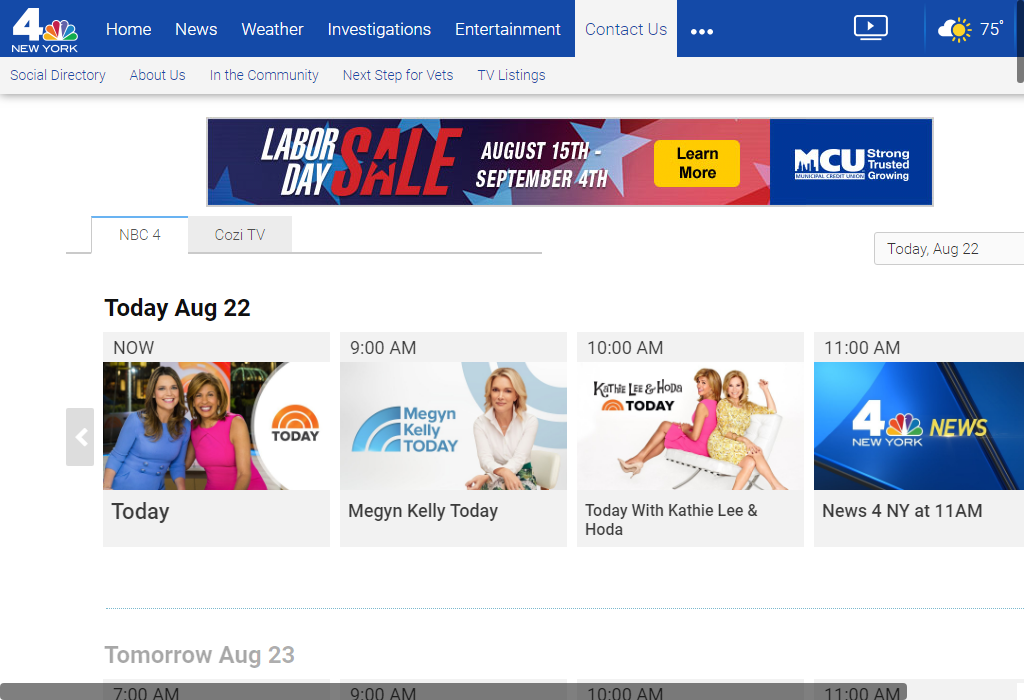 4
NEW YORK
Home
News
Weather
Investigations
Entertainment
Contact Us
•••
75°
Social Directory
About Us
In the Community
Next Step for Vets
TV Listings
LABOR
DAY
SALE
AUGUST 15TH -
SEPTEMBER 4TH
Learn
More
MCU
MUNICIPAL CREDIT UNION
Strong
Trusted
Growing
NBC 4
Cozi TV
Today, Aug 22
Today Aug 22
NOW
TODAY
Today
9:00 AM
Megyn
Kelly
TODAY
Megyn Kelly Today
10:00 AM
KATHIE LEE & HODA
TODAY
Today With Kathie Lee &
Hoda
11:00 AM
4
NEW YORK
NEWS
News 4 NY at 11AM
Tomorrow Aug 23
7:00 AM
9:00 AM
10:00 AM
11:00 AM